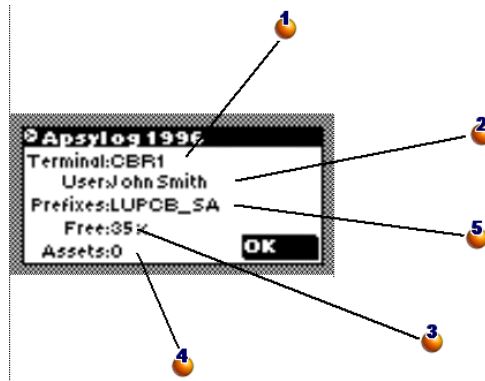 1
2
Apsylog 1996
Terminal:CBR1
User:John Smith
Prefixes:LUPCB_SA
5
Free:35%
Assets:0
OK
3
4